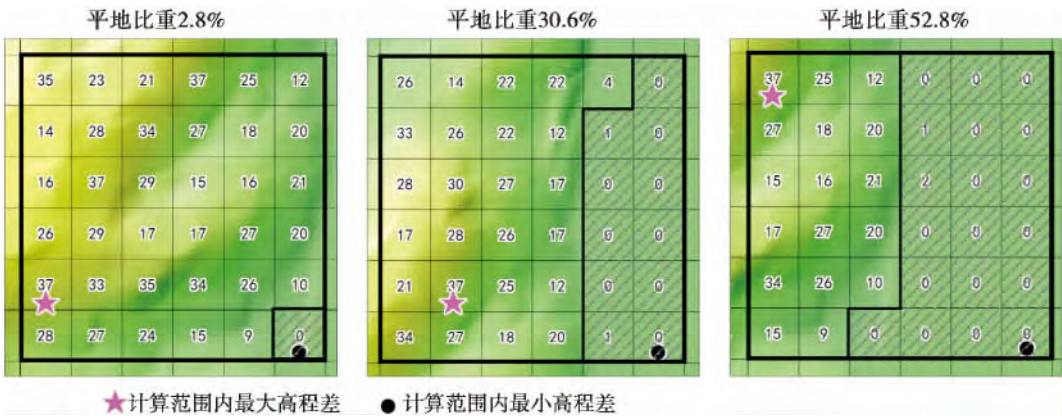 平地比重2.8% 平地比重30.6% 平地比重52.8%
35 23 21 37 25 12 26 14 22 22 4 0 37 25 12 0 0 0
14 28 34 27 18 20 33 26 22 12 1 0 27 18 20 1 0 0
16 37 29 15 16 21 28 30 27 17 0 0 15 16 21 2 0 0
26 29 17 17 27 20 17 28 26 17 0 0 17 27 20 0 0 0
37 33 35 34 26 10 21 37 25 12 0 0 34 26 10 0 0 0
28 27 24 15 9 0 34 27 18 20 1 0 15 9 0 0 0 0
计算范围内最大高程差 计算范围内最小高程差